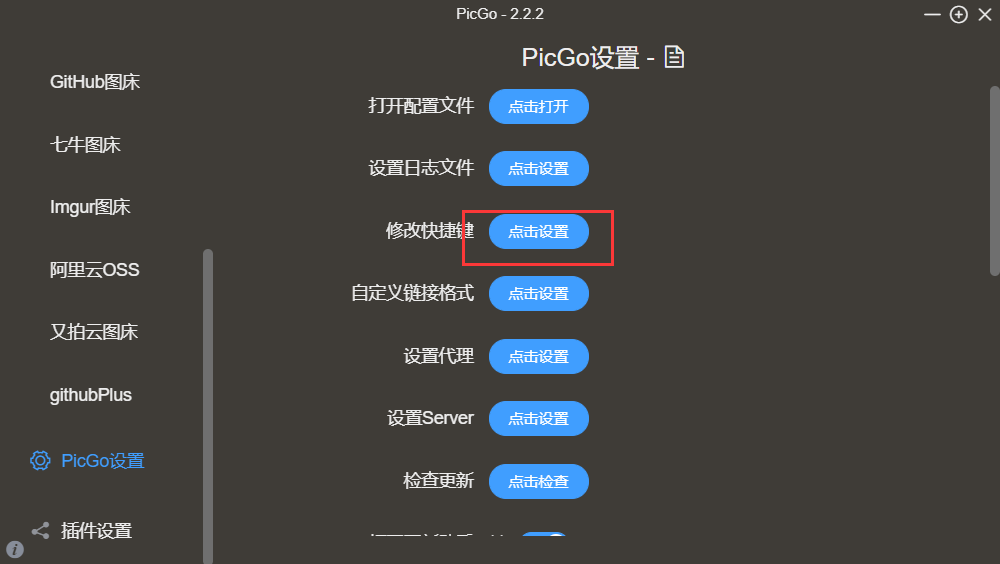 PicGo - 2.2.2
GitHub图床
七牛图床
Imgur图床
阿里云OSS
又拍云图床
githubPlus
PicGo设置
插件设置
PicGo设置 -
打开配置文件 点击打开
设置日志文件 点击设置
修改快捷键 点击设置
自定义链接格式 点击设置
设置代理 点击设置
设置Server 点击设置
检查更新 点击检查